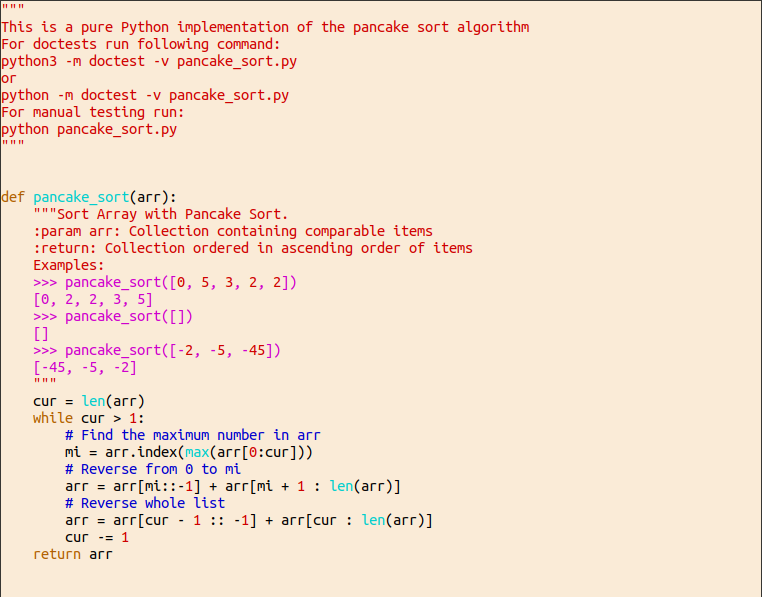 """
This is a pure Python implementation of the pancake sort algorithm
For doctests run following command:
python3 -m doctest -v pancake_sort.py
or
python -m doctest -v pancake_sort.py
For manual testing run:
python pancake_sort.py
"""


def pancake_sort(arr):
    """Sort Array with Pancake Sort.
    :param arr: Collection containing comparable items
    :return: Collection ordered in ascending order of items
    Examples:
    >>> pancake_sort([0, 5, 3, 2, 2])
    [0, 2, 2, 3, 5]
    >>> pancake_sort([])
    []
    >>> pancake_sort([-2, -5, -45])
    [-45, -5, -2]
    """
    cur = len(arr)
    while cur > 1:
        # Find the maximum number in arr
        mi = arr.index(max(arr[0:cur]))
        # Reverse from 0 to mi
        arr = arr[mi::-1] + arr[mi + 1 : len(arr)]
        # Reverse whole list
        arr = arr[cur - 1 :: -1] + arr[cur : len(arr)]
        cur -= 1
    return arr